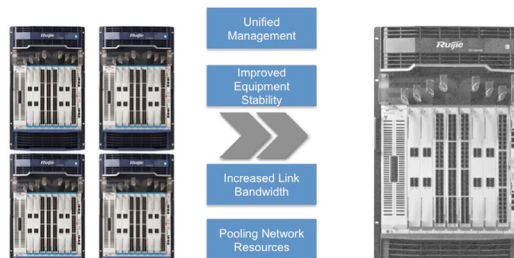 Ruijie
Ruijie
Ruijie
Ruijie
Unified
Management
Improved
Equipment
Stability
Increased Link
Bandwidth
Pooling Network
Resources
Ruijie